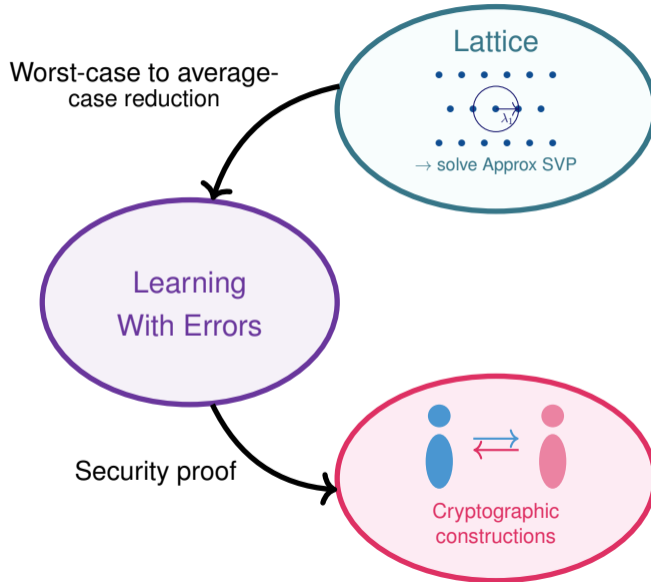 Lattice
λ₁
→ solve Approx SVP
Worst-case to average-
case reduction
Learning
With Errors
Security proof
Cryptographic
constructions